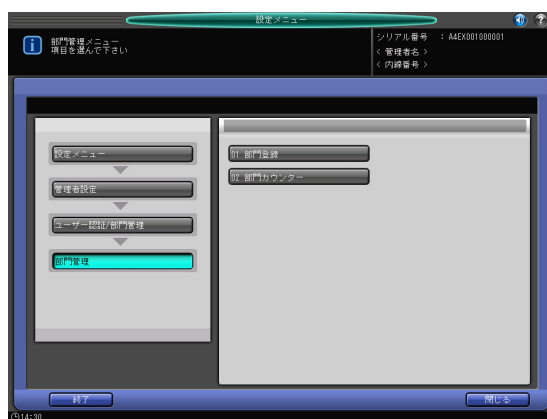 設定メニュー
部門管理メニュー
項目を選んで下さい
シリアル番号 : A4EX001000001
< 管理者名 >
< 内線番号 >
設定メニュー
管理者設定
ユーザー認証/部門管理
部門管理
01 部門登録
02 部門カウンター
終了
閉じる
14:30